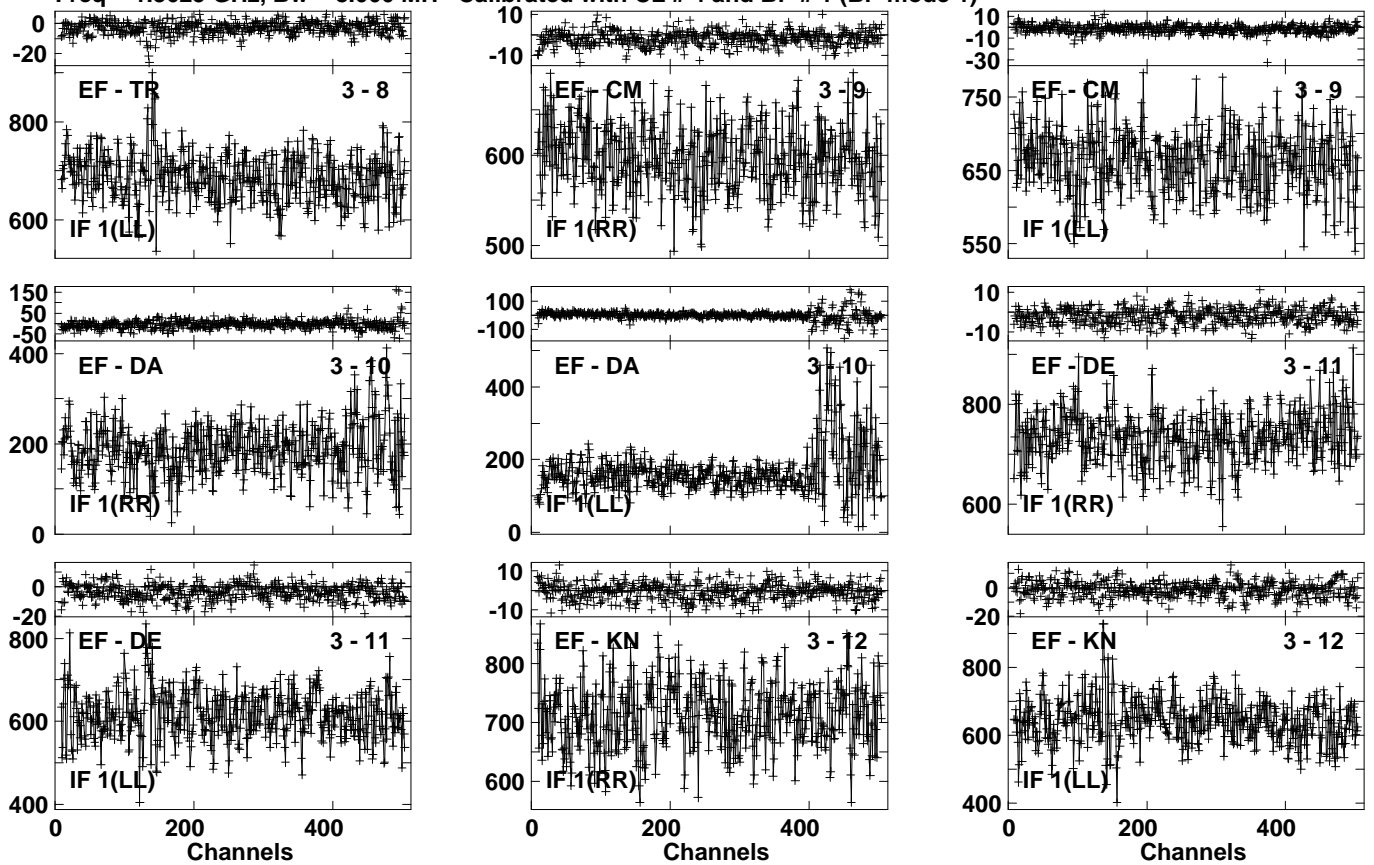 Freq GHz, Bw MH Calibrated with CL # and BP # (BP mode
0
-20
EF - TR 3 - 8
800
600
IF 1(LL)
10
-10
EF - CM 3 - 9
600
500
IF 1(RR)
10
-10
-30
EF - CM 3 - 9
750
650
550
IF 1(LL)
150
50
-50
400
EF - DA 3 - 10
200
0
IF 1(RR)
100
-100
EF - DA 3 - 10
400
200
0
IF 1(LL)
10
-10
EF - DE 3 - 11
800
600
IF 1(RR)
0
-20
800
EF - DE 3 - 11
600
400
IF 1(LL)
0 200 400
Channels
10
-10
EF - KN 3 - 12
800
700
600
IF 1(RR)
0 200 400
Channels
0
-20
EF - KN 3 - 12
800
600
400
IF 1(LL)
0 200 400
Channels